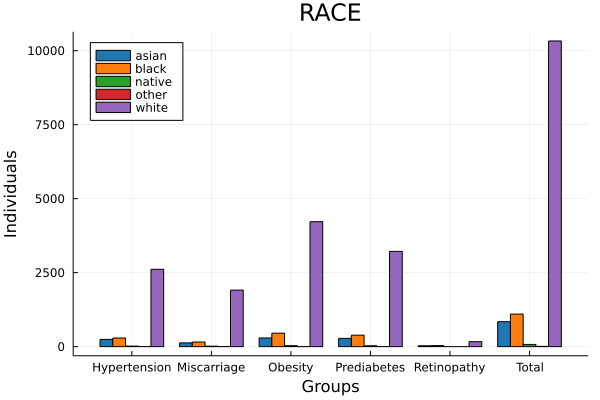 RACE
10000
7500
5000
2500
0
Individuals
asian
black
native
other
white
Hypertension Miscarriage Obesity Prediabetes Retinopathy Total
Groups